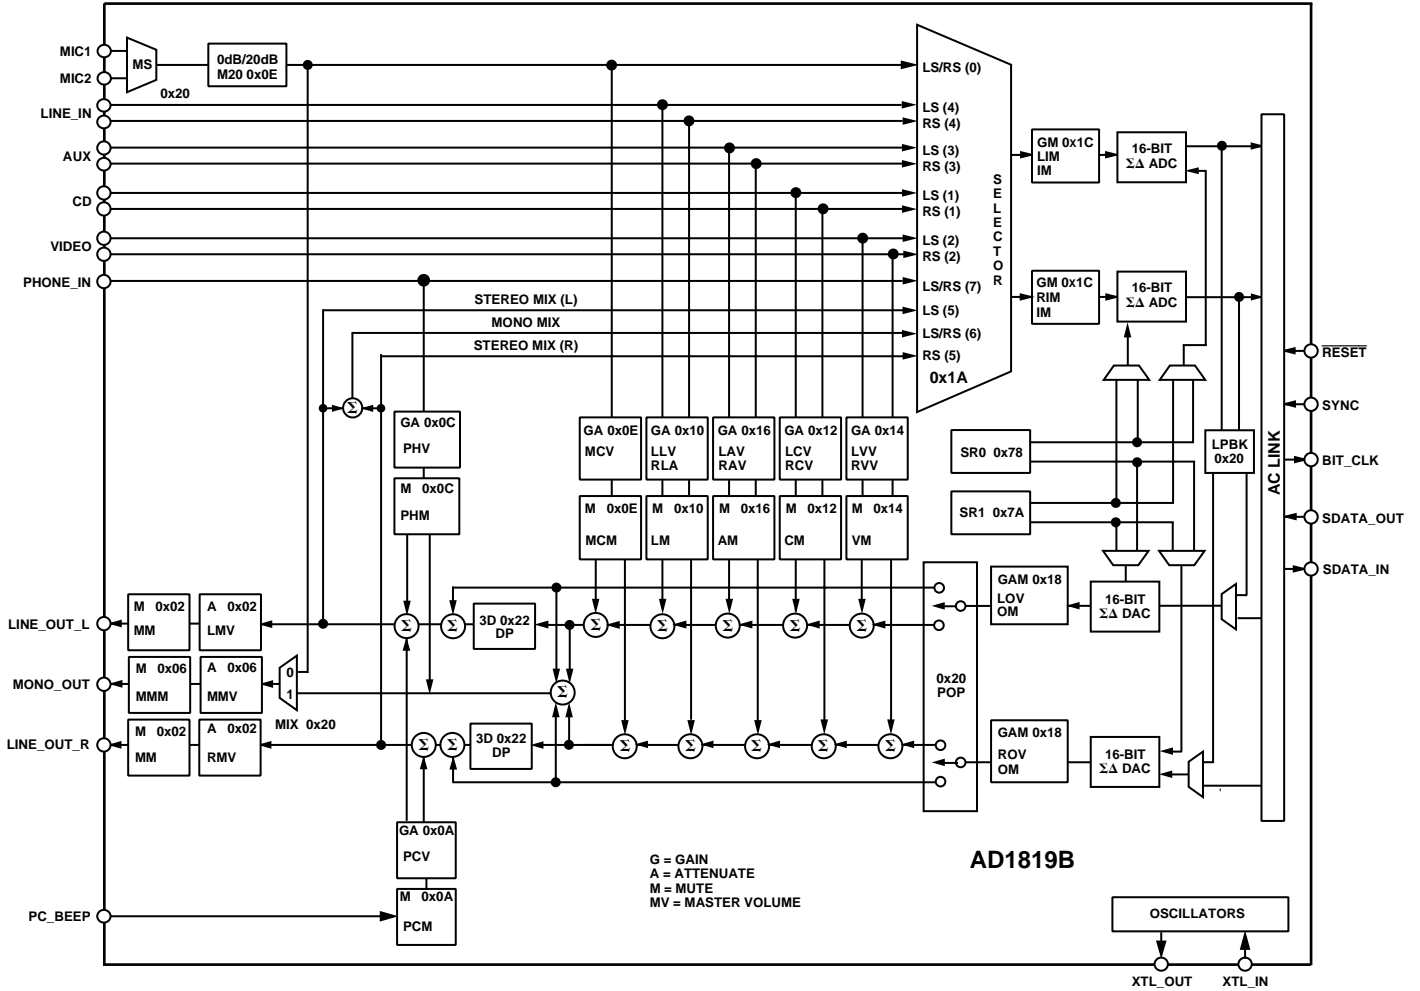 MIC1
MIC2
MS
0x20
0dB/20dB
M20 0x0E
LINE_IN
AUX
CD
VIDEO
PHONE_IN
STEREO MIX (L)
MONO MIX
STEREO MIX (R)
LS/RS (0)
LS (4)
RS (4)
LS (3)
RS (3)
LS (1)
RS (1)
LS (2)
RS (2)
LS/RS (7)
LS (5)
LS/RS (6)
RS (5)
0x1A
SELECTOR
GM 0x1C
LIM
IM
16-BIT
ΣΔ ADC
GM 0x1C
RIM
IM
16-BIT
ΣΔ ADC
RESET
SYNC
BIT_CLK
SDATA_OUT
SDATA_IN
AC LINK
LPBK
0x20
SR0 0x78
SR1 0x7A
Σ
GA 0x0C
PHV
M 0x0C
PHM
GA 0x0E
MCV
GA 0x10
LLV
RLA
GA 0x16
LAV
RAV
GA 0x12
LCV
RCV
GA 0x14
LVV
RVV
M 0x0E
MCM
M 0x10
LM
M 0x16
AM
M 0x12
CM
M 0x14
VM
LINE_OUT_L
M 0x02
MM
A 0x02
LMV
Σ
Σ
3D 0x22
DP
Σ
Σ
Σ
Σ
Σ
GAM 0x18
LOV
OM
16-BIT
ΣΔ DAC
MONO_OUT
M 0x06
MMM
A 0x06
MMV
0
1
MIX 0x20
Σ
0x20
POP
LINE_OUT_R
M 0x02
MM
A 0x02
RMV
Σ
Σ
3D 0x22
DP
Σ
Σ
Σ
Σ
Σ
GAM 0x18
ROV
OM
16-BIT
ΣΔ DAC
GA 0x0A
PCV
M 0x0A
PCM
PC_BEEP
G = GAIN
A = ATTENUATE
M = MUTE
MV = MASTER VOLUME
AD1819B
OSCILLATORS
XTL_OUT
XTL_IN